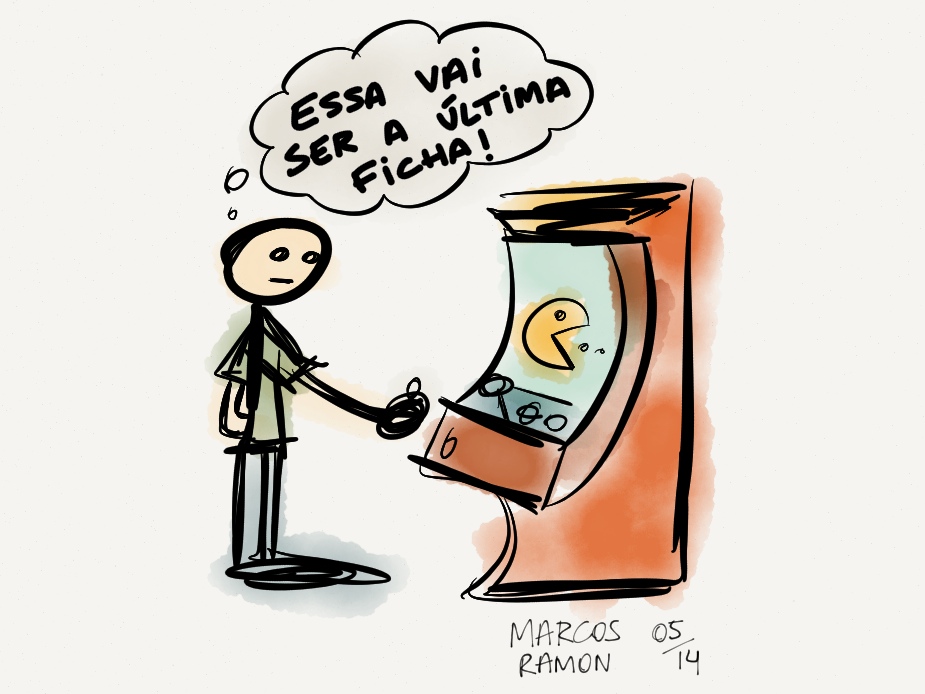 ESSA VAI
SER A ÚLTIMA
FICHA!
MARCOS 05/14
RAMON